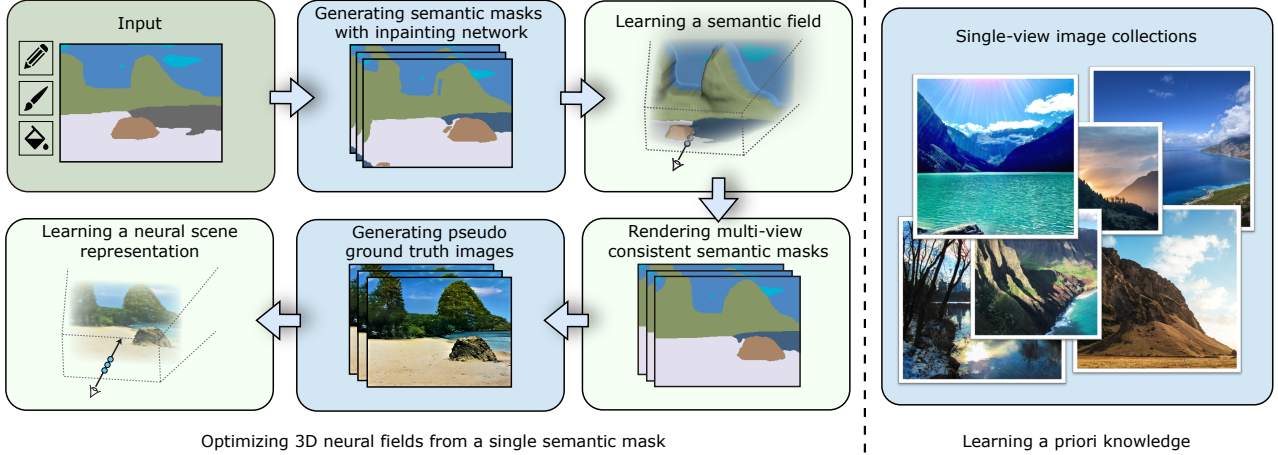 Input
Generating semantic masks
with inpainting network
Learning a semantic field
Learning a neural scene
representation
Generating pseudo
ground truth images
Rendering multi-view
consistent semantic masks
Optimizing 3D neural fields from a single semantic mask
Single-view image collections
Learning a priori knowledge